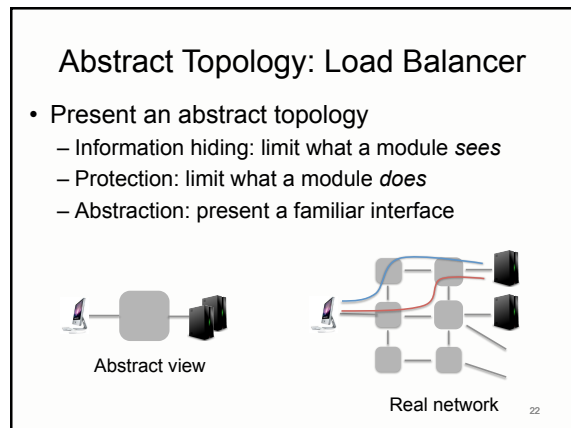 Abstract Topology: Load Balancer
• Present an abstract topology
– Information hiding: limit what a module sees
– Protection: limit what a module does
– Abstraction: present a familiar interface
Abstract view
Real network
22